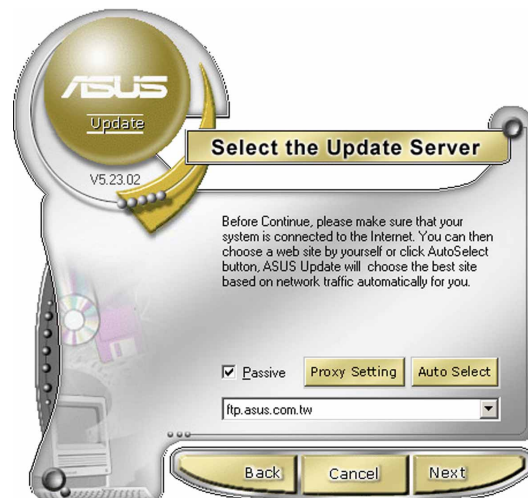 ASUS
Update
V5.23.02
Select the Update Server
Before Continue, please make sure that your
system is connected to the Internet. You can then
choose a web site by yourself or click AutoSelect
button, ASUS Update will choose the best site
based on network traffic automatically for you.
Passive
Proxy Setting
Auto Select
ftp.asus.com.tw
Back
Cancel
Next